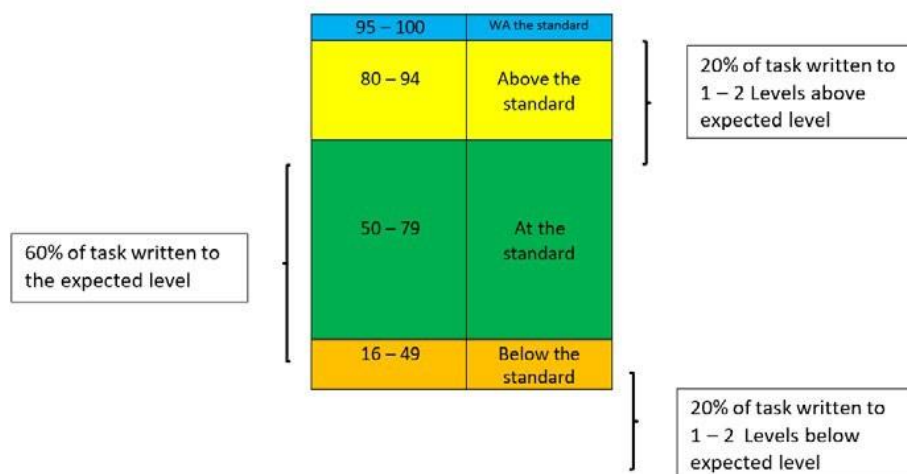 95 – 100
WA the standard
80 – 94
Above the
standard
20% of task written to
1 – 2 Levels above
expected level
50 – 79
At the
standard
60% of task written to
the expected level
16 – 49
Below the
standard
20% of task written to
1 – 2 Levels below
expected level